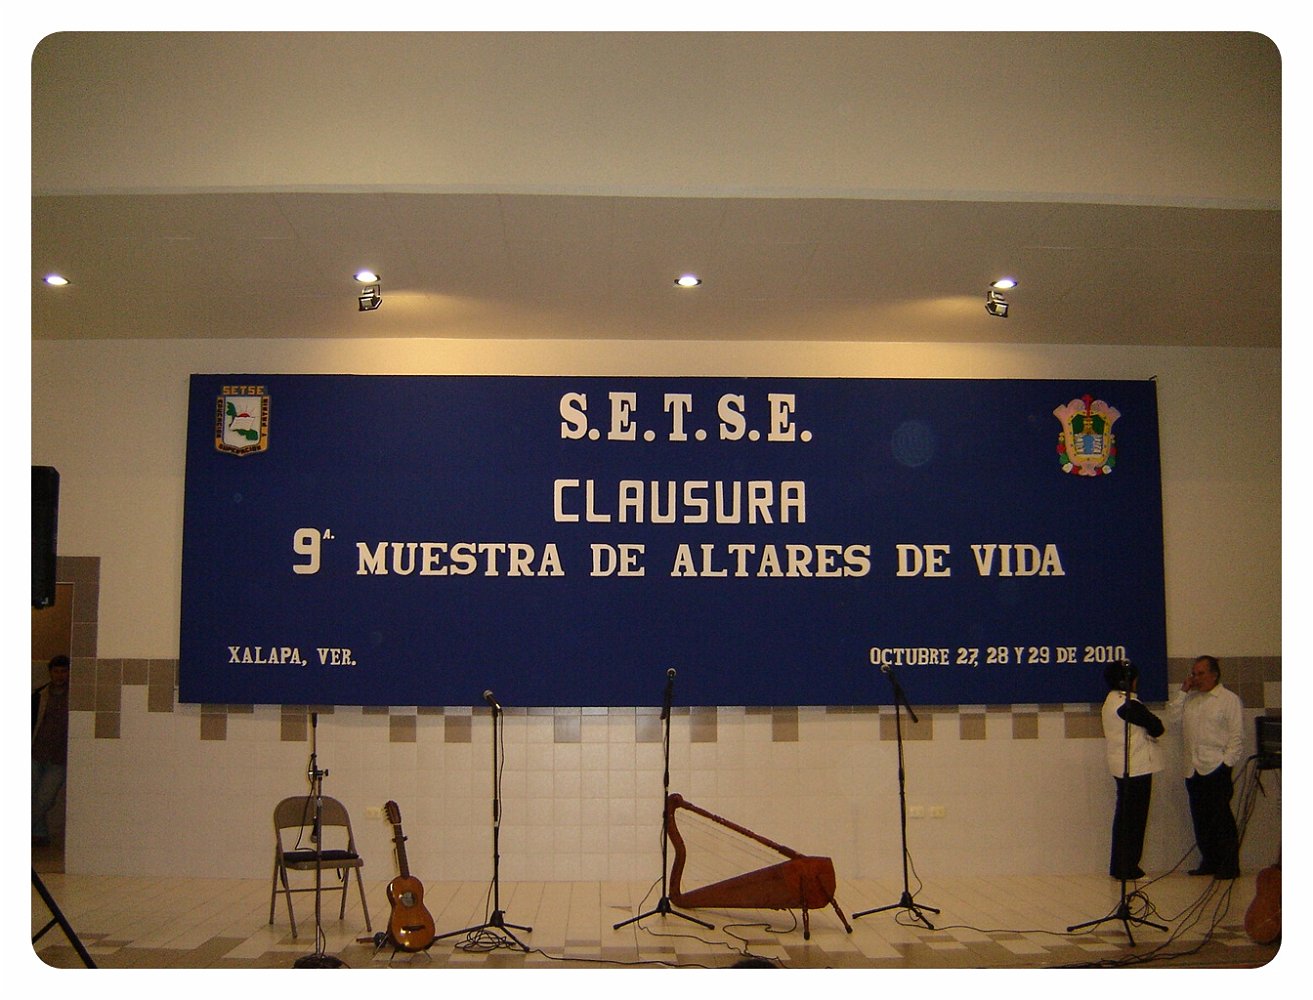 SETSE
S.E.T.S.E.
CLAUSURA
9A. MUESTRA DE ALTARES DE VIDA
XALAPA, VER.
OCTUBRE 27, 28 Y 29 DE 2010